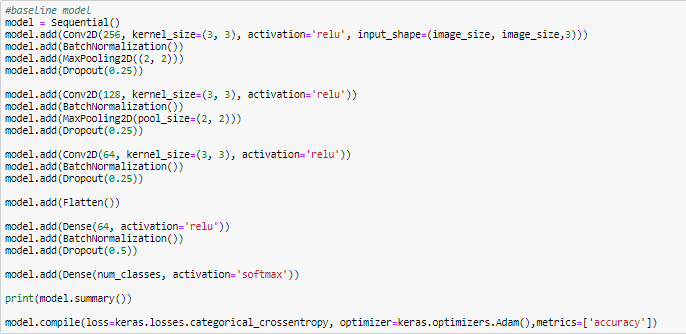 #baseline model
model = Sequential()
model.add(Conv2D(256, kernel_size=(3, 3), activation='relu', input_shape=(image_size, image_size,3)))
model.add(BatchNormalization())
model.add(MaxPooling2D((2, 2)))
model.add(Dropout(0.25))
model.add(Conv2D(128, kernel_size=(3, 3), activation='relu'))
model.add(BatchNormalization())
model.add(MaxPooling2D(pool_size=(2, 2)))
model.add(Dropout(0.25))
model.add(Conv2D(64, kernel_size=(3, 3), activation='relu'))
model.add(BatchNormalization())
model.add(Dropout(0.25))
model.add(Flatten())
model.add(Dense(64, activation='relu'))
model.add(BatchNormalization())
model.add(Dropout(0.5))
model.add(Dense(num_classes, activation='softmax'))
print(model.summary())
model.compile(loss=keras.losses.categorical_crossentropy, optimizer=keras.optimizers.Adam(),metrics=['accuracy'])